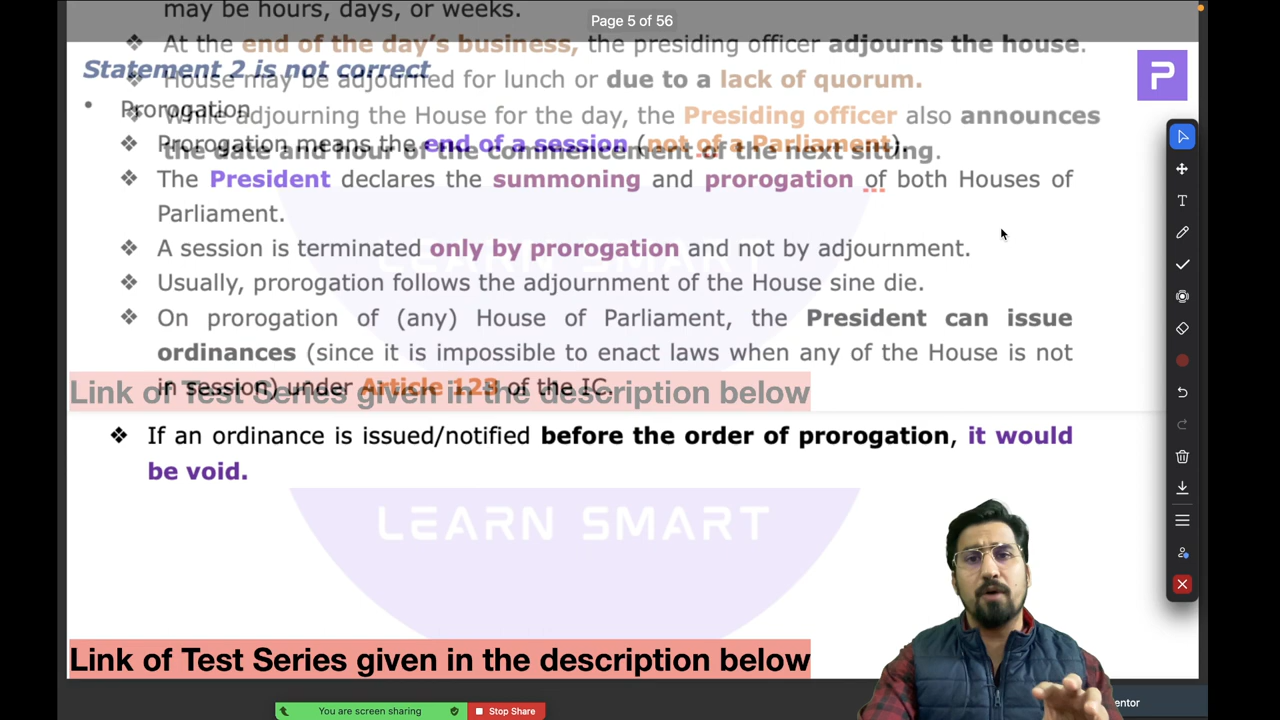 may be hours, days, or weeks.
Page 5 of 56
❖ At the end of the day's business, the presiding officer adjourns the house.
Statement 2 is not correct
❖ House may be adjourned for lunch or due to a lack of quorum.
• Prorogation
❖ While adjourning the House for the day, the Presiding officer also announces
the date and hour of the commencement of the next sitting.
❖ Prorogation means the end of a session (not of a Parliament).
❖ The President declares the summoning and prorogation of both Houses of
Parliament.
❖ A session is terminated only by prorogation and not by adjournment.
❖ Usually, prorogation follows the adjournment of the House sine die.
❖ On prorogation of (any) House of Parliament, the President can issue
ordinances (since it is impossible to enact laws when any of the House is not
in session) under Article 123 of the IC.
Link of Test Series given in the description below
❖ If an ordinance is issued/notified before the order of prorogation, it would
be void.
LEARN SMART
LEARN SMART
Link of Test Series given in the description below
You are screen sharing
Stop Share
entor
P
T